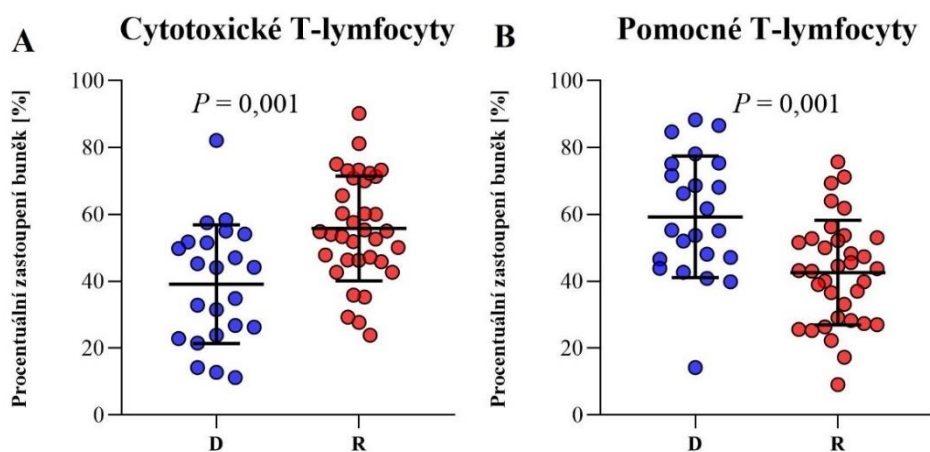 A
Cytotoxické T-lymfocyty
Procentuální zastoupení buněk [%]
100
80
60
40
20
0
P = 0,001
D
R
B
Pomocné T-lymfocyty
Procentuální zastoupení buněk [%]
100
80
60
40
20
0
P = 0,001
D
R